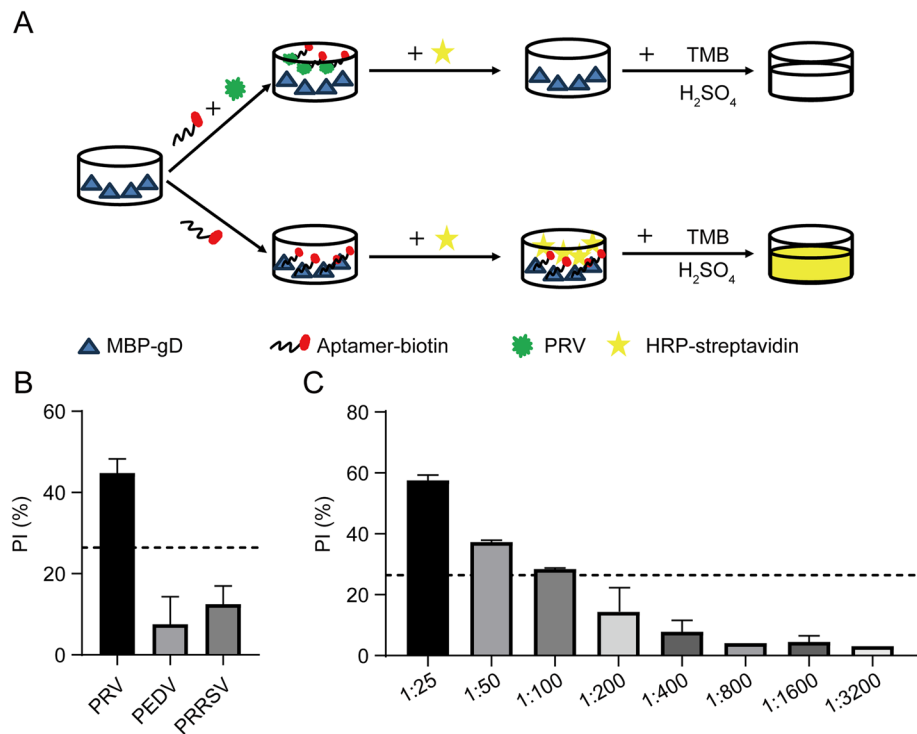 A
+
+
TMB
H₂SO₄
+
+
+
TMB
H₂SO₄
MBP-gD Aptamer-biotin PRV HRP-streptavidin
B
PI (%)
60
40
20
0
PRV
PEDV
PRRSV
C
PI (%)
80
60
40
20
0
1:25
1:50
1:100
1:200
1:400
1:800
1:1600
1:3200